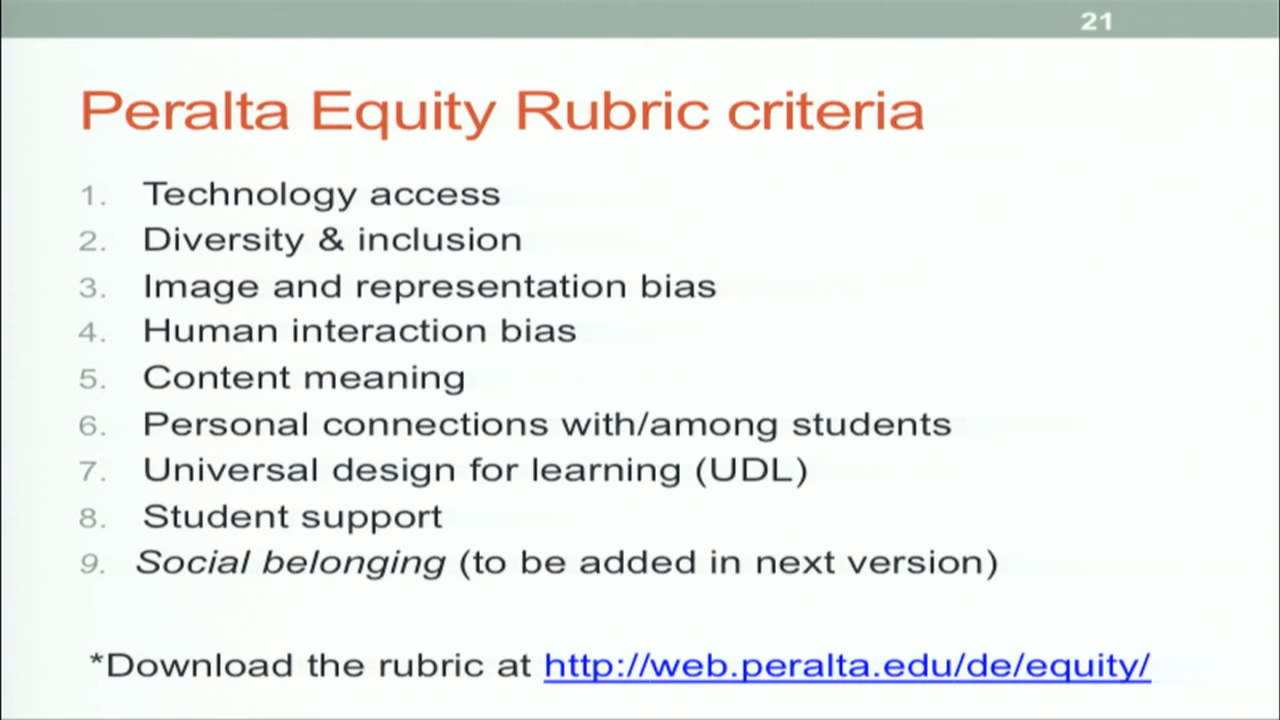 21
Peralta Equity Rubric criteria
1. Technology access
2. Diversity & inclusion
3. Image and representation bias
4. Human interaction bias
5. Content meaning
6. Personal connections with/among students
7. Universal design for learning (UDL)
8. Student support
9. Social belonging (to be added in next version)
*Download the rubric at http://web.peralta.edu/de/equity/